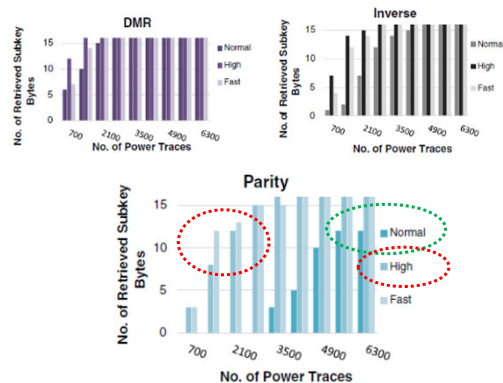 DMR
15
10
5
0
No. of Retrieved Subkey
Bytes
700
2100
3500
4900
6300
No. of Power Traces
Normal
High
Fast
Inverse
15
10
5
0
No. of Retrieved Subkey
Bytes
700
2100
3500
4900
6300
No. of Power Traces
Norma
High
Fast
Parity
15
10
5
0
No. of Retrieved Subkey
Bytes
700
2100
3500
4900
6300
No. of Power Traces
Normal
High
Fast